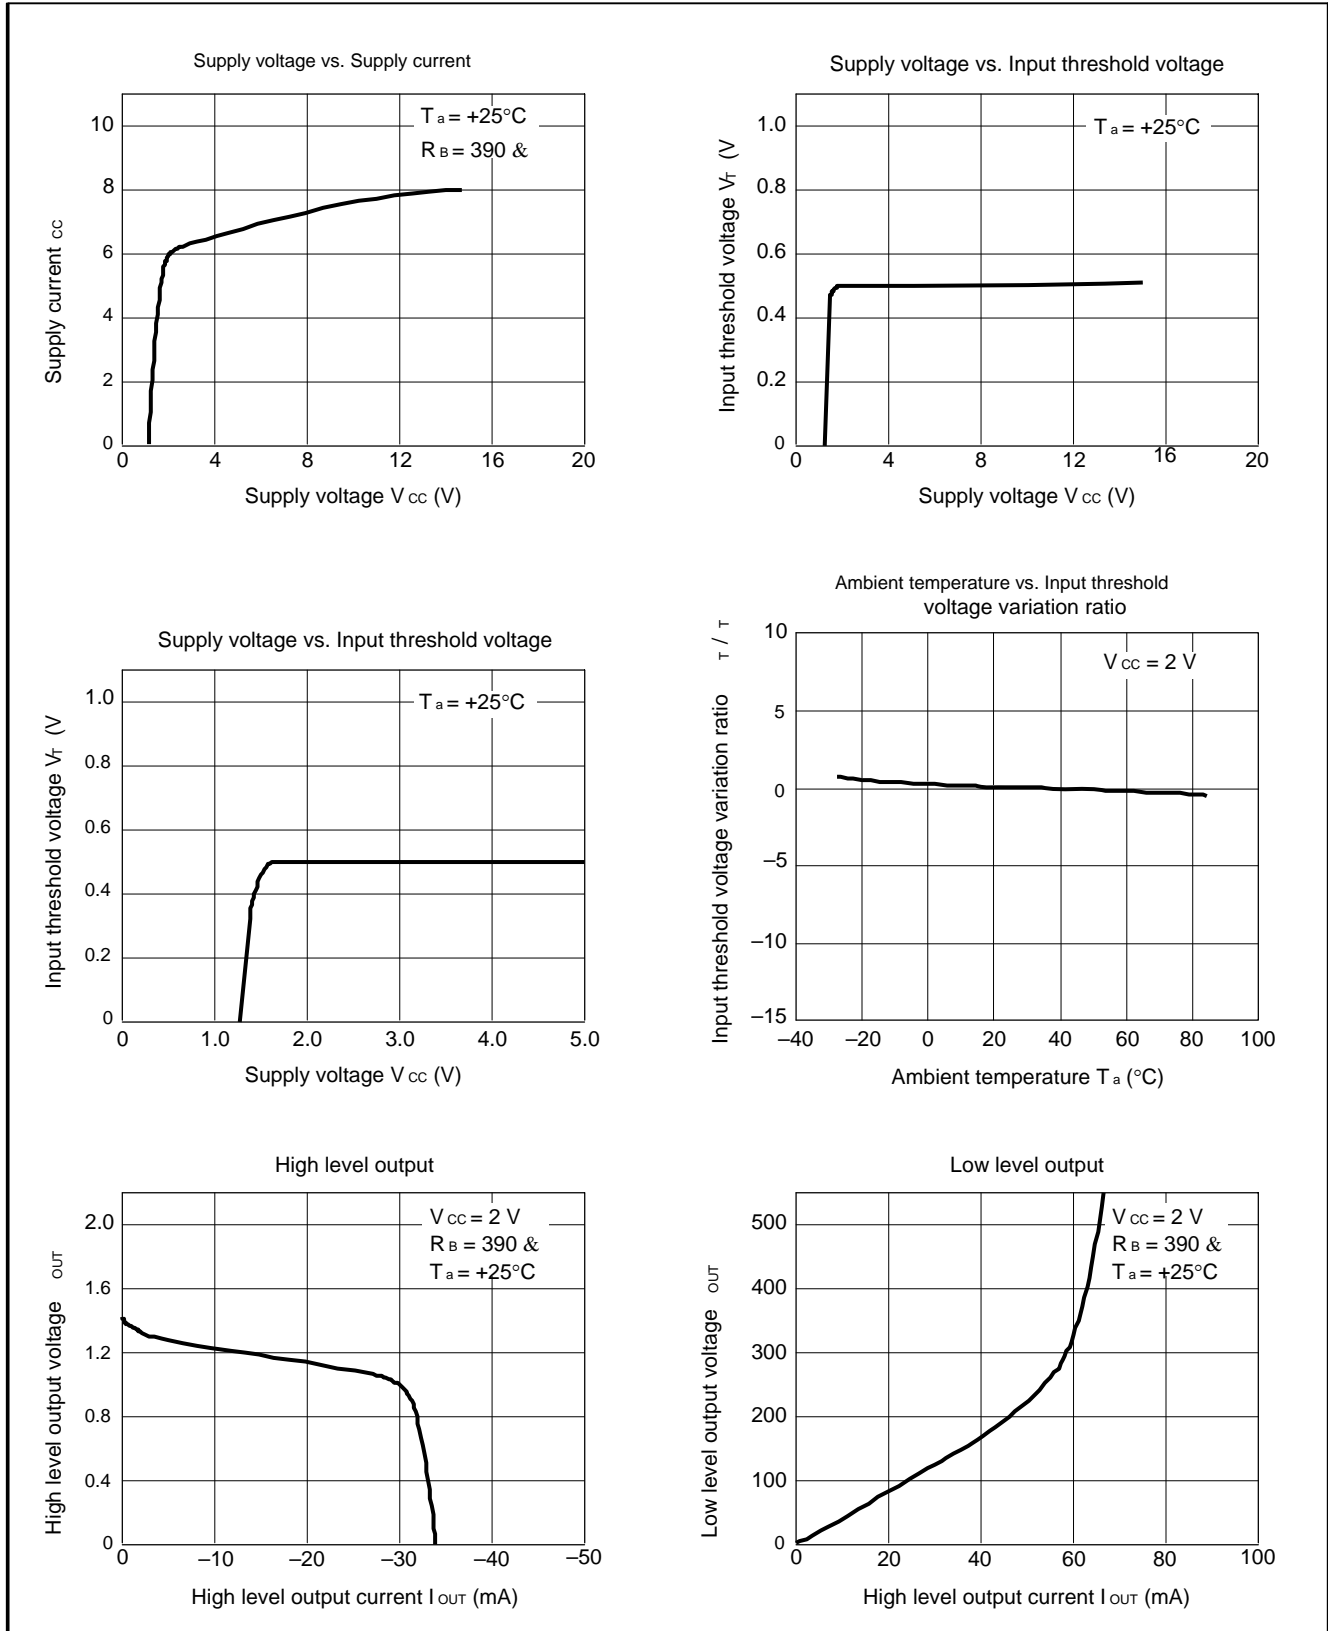 Supply voltage vs. Supply current
Ta = +25°C
RB = 390 &
10
8
6
4
2
0
0 4 8 12 16 20
Supply current CC
Supply voltage VCC (V)
Supply voltage vs. Input threshold voltage
Ta = +25°C
1.0
0.8
0.6
0.4
0.2
0
0 4 8 12 16 20
Input threshold voltage VT (V
Supply voltage VCC (V)
Supply voltage vs. Input threshold voltage
Ta = +25°C
1.0
0.8
0.6
0.4
0.2
0
0 1.0 2.0 3.0 4.0 5.0
Input threshold voltage VT (V
Supply voltage VCC (V)
Ambient temperature vs. Input threshold
voltage variation ratio
VCC = 2 V
10
5
0
–5
–10
–15
–40 –20 0 20 40 60 80 100
Input threshold voltage variation ratio T / T
Ambient temperature Ta (°C)
High level output
VCC = 2 V
RB = 390 &
Ta = +25°C
2.0
1.6
1.2
0.8
0.4
0
0 –10 –20 –30 –40 –50
High level output voltage OUT
High level output current IOUT (mA)
Low level output
VCC = 2 V
RB = 390 &
Ta = +25°C
500
400
300
200
100
0
0 20 40 60 80 100
Low level output voltage OUT
High level output current IOUT (mA)